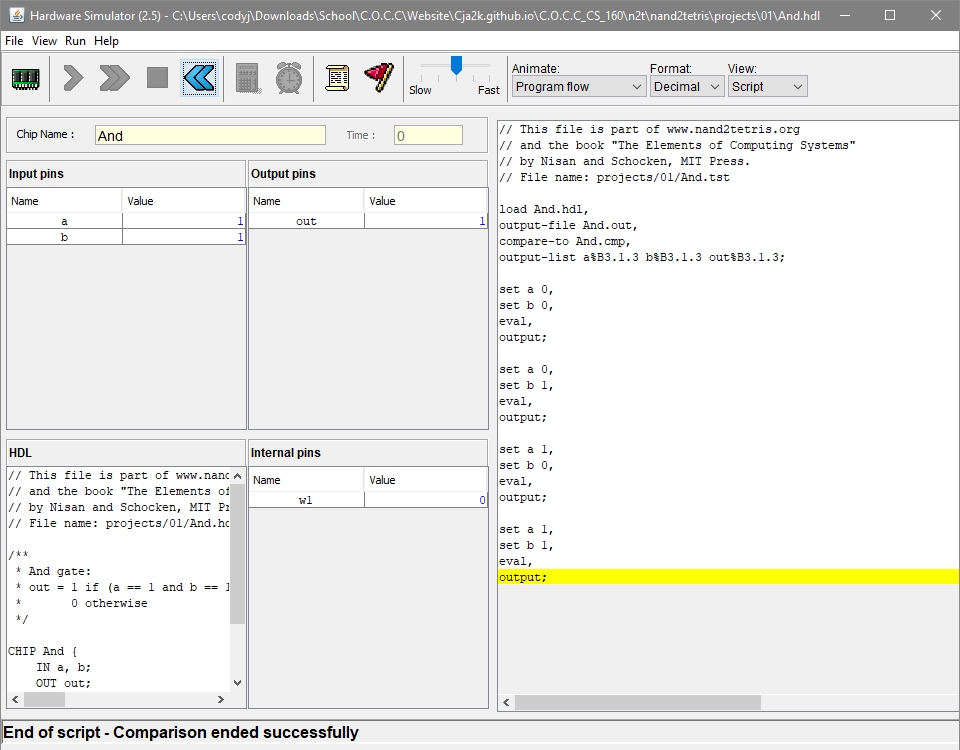 Hardware Simulator (2.5) - C:\Users\codyj\Downloads\School\C.O.C.C\Website\Cja2k.github.io\C.O.C.C_CS_160\n2t\nand2tetris\projects\01\And.hdl
File View Run Help
Slow Fast
Animate: Format: View:
Program flow Decimal Script
Chip Name : And Time : 0
Input pins
Name Value
a 1
b 1
Output pins
Name Value
out 1
HDL
// This file is part of www.nand
// and the book "The Elements of
// by Nisan and Schocken, MIT Pr
// File name: projects/01/And.hd
/**
* And gate:
* out = 1 if (a == 1 and b == 1
* 0 otherwise
*/
CHIP And {
IN a, b;
OUT out;
Internal pins
Name Value
w1 0
// This file is part of www.nand2tetris.org
// and the book "The Elements of Computing Systems"
// by Nisan and Schocken, MIT Press.
// File name: projects/01/And.tst
load And.hdl,
output-file And.out,
compare-to And.cmp,
output-list a%B3.1.3 b%B3.1.3 out%B3.1.3;
set a 0,
set b 0,
eval,
output;
set a 0,
set b 1,
eval,
output;
set a 1,
set b 0,
eval,
output;
set a 1,
set b 1,
eval,
output;
End of script - Comparison ended successfully